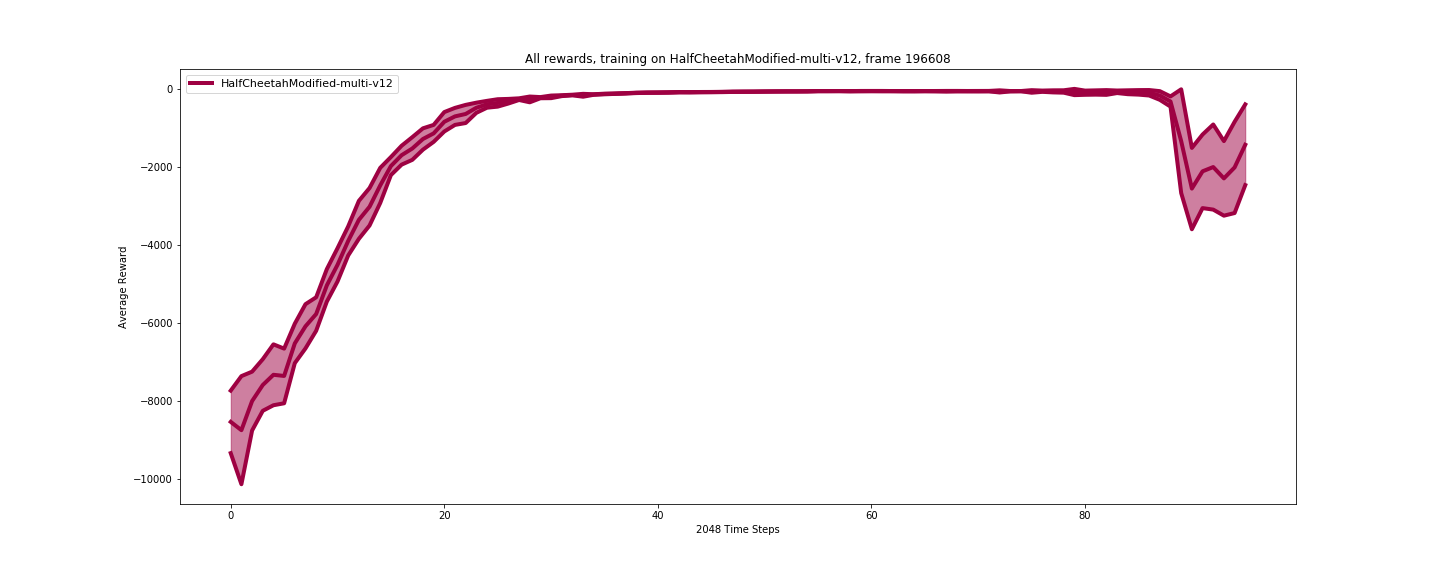 All rewards, training on HalfCheetahModified-multi-v12, frame 196608
HalfCheetahModified-multi-v12
0
−2000
−4000
−6000
−8000
−10000
Average Reward
0 20 40 60 80
2048 Time Steps